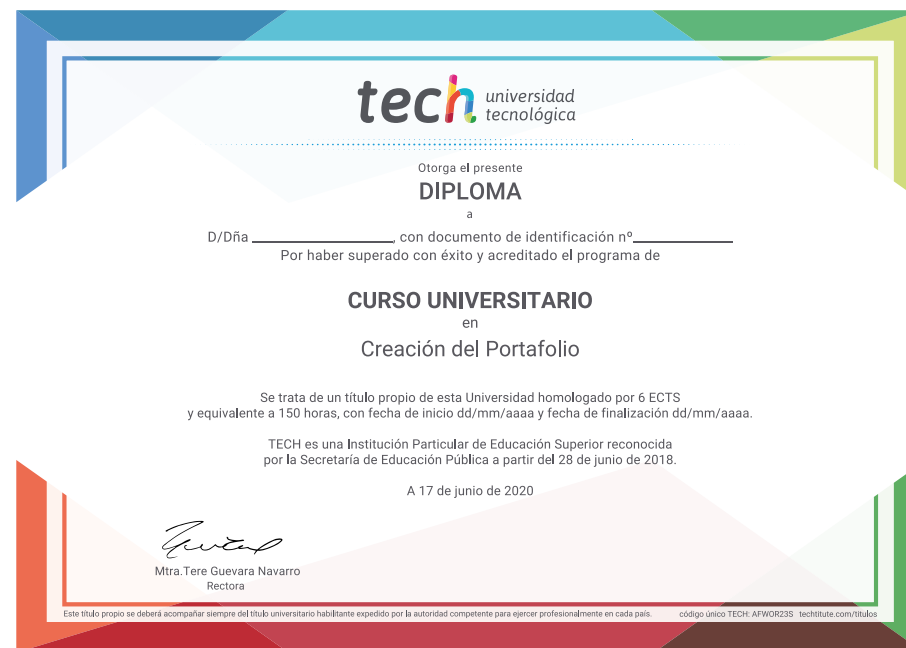 tech universidad
tecnológica
Otorga el presente
DIPLOMA
a
D/Dña ____________________, con documento de identificación nº______________
Por haber superado con éxito y acreditado el programa de
CURSO UNIVERSITARIO
en
Creación del Portafolio
Se trata de un título propio de esta Universidad homologado por 6 ECTS
y equivalente a 150 horas, con fecha de inicio dd/mm/aaaa y fecha de finalización dd/mm/aaaa.
TECH es una Institución Particular de Educación Superior reconocida
por la Secretaría de Educación Pública a partir del 28 de junio de 2018.
A 17 de junio de 2020
Mtra.Tere Guevara Navarro
Rectora
Este título propio se deberá acompañar siempre del título universitario habilitante expedido por la autoridad competente para ejercer profesionalmente en cada país. código único TECH: AFWOR23S techtitute.com/titulos